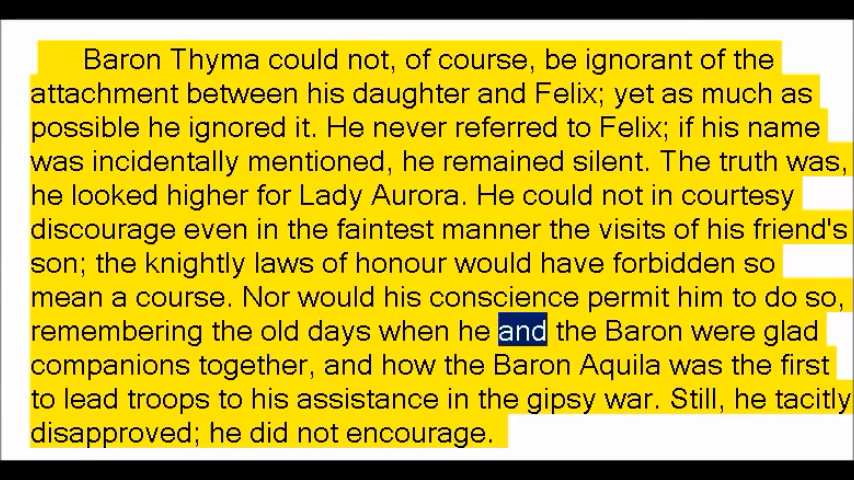 Baron Thyma could not, of course, be ignorant of the
attachment between his daughter and Felix; yet as much as
possible he ignored it. He never referred to Felix; if his name
was incidentally mentioned, he remained silent. The truth was,
he looked higher for Lady Aurora. He could not in courtesy
discourage even in the faintest manner the visits of his friend's
son; the knightly laws of honour would have forbidden so
mean a course. Nor would his conscience permit him to do so,
remembering the old days when he and the Baron were glad
companions together, and how the Baron Aquila was the first
to lead troops to his assistance in the gipsy war. Still, he tacitly
disapproved; he did not encourage.